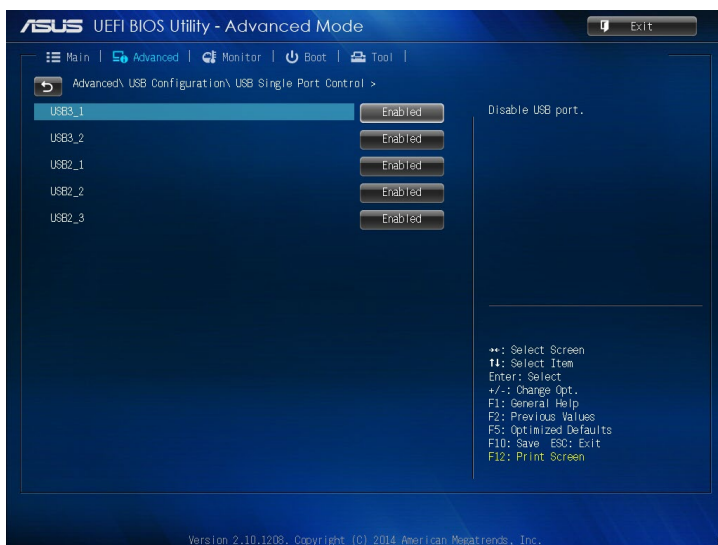 ASUS UEFI BIOS Utility - Advanced Mode
Exit
Main | Advanced | Monitor | Boot | Tool |
Advanced\ USB Configuration\ USB Single Port Control >
USB3_1 Enabled
USB3_2 Enabled
USB2_1 Enabled
USB2_2 Enabled
USB2_3 Enabled
Disable USB port.
→←: Select Screen
↑↓: Select Item
Enter: Select
+/-: Change Opt.
F1: General Help
F2: Previous Values
F5: Optimized Defaults
F10: Save ESC: Exit
F12: Print Screen
Version 2.10.1208. Copyright (C) 2014 American Megatrends, Inc.